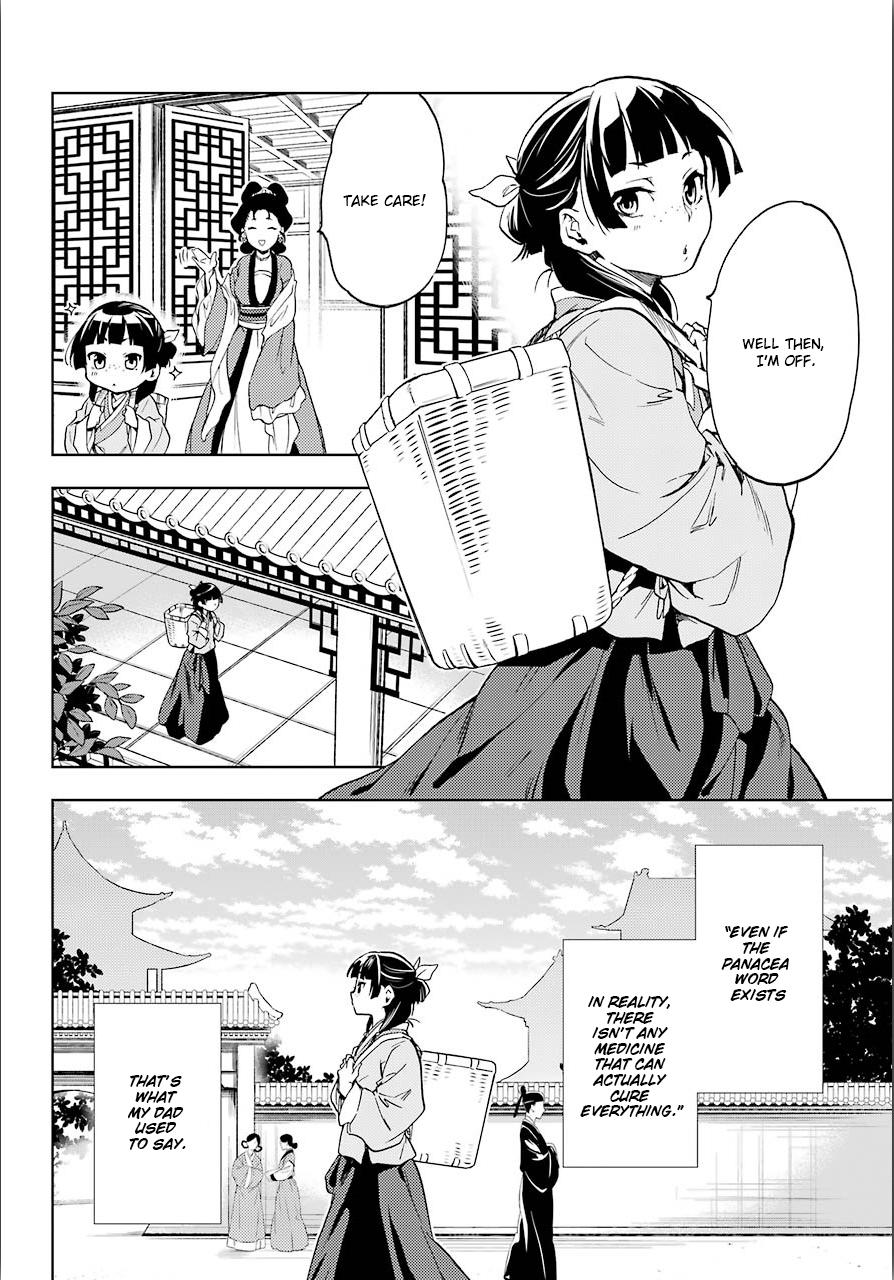 WELL THEN,
I'M OFF.
TAKE CARE!
"EVEN IF
THE
PANACEA
WORD
EXISTS
IN REALITY,
THERE
ISN'T ANY
MEDICINE
THAT CAN
ACTUALLY
CURE
EVERYTHING."
THAT'S
WHAT
MY DAD
USED
TO SAY.